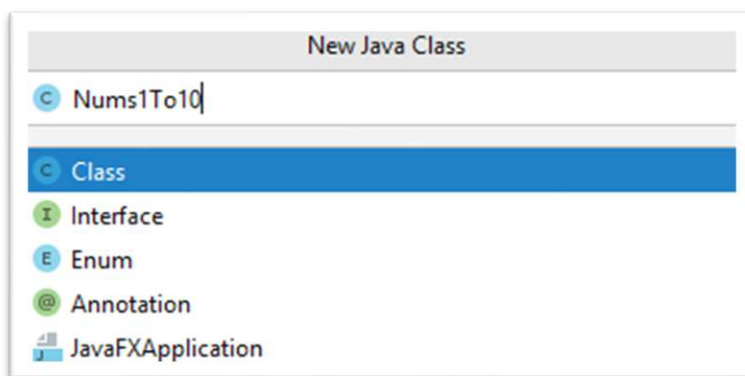 New Java Class
C Nums1To10
C Class
I Interface
E Enum
@ Annotation
J JavaFXApplication